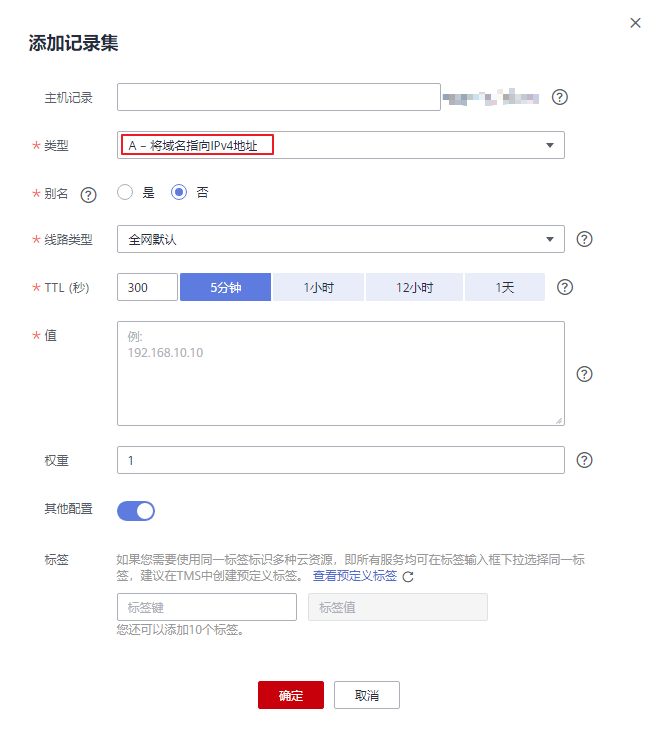 添加记录集
主机记录
* 类型 A – 将域名指向IPv4地址
* 别名 ? 是 否
* 线路类型 全网默认 ?
* TTL (秒) 300 5分钟 1小时 12小时 1天 ?
* 值 例:
192.168.10.10
?
权重 1 ?
其他配置
标签 如果您需要使用同一标签标识多种云资源，即所有服务均可在标签输入框下拉选择同一标
签，建议在TMS中创建预定义标签。 查看预定义标签
标签键 标签值
您还可以添加10个标签。
确定 取消